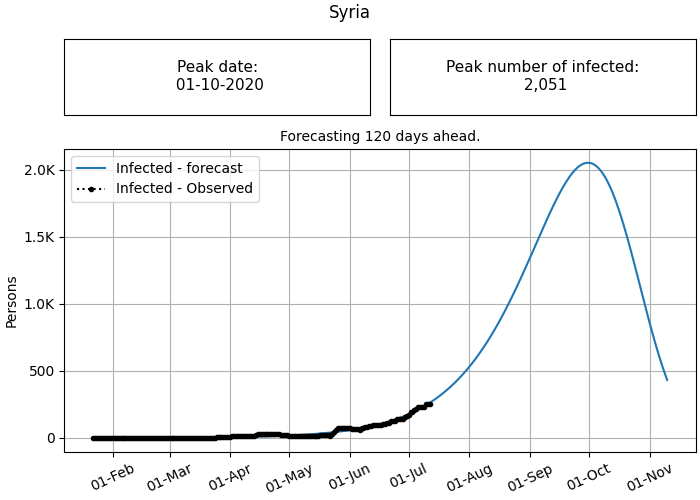 Syria
Peak date:
01-10-2020
Peak number of infected:
2,051
Forecasting 120 days ahead.
Infected - forecast
Infected - Observed
2.0K
1.5K
1.0K
500
0
Persons
01-Feb
01-Mar
01-Apr
01-May
01-Jun
01-Jul
01-Aug
01-Sep
01-Oct
01-Nov